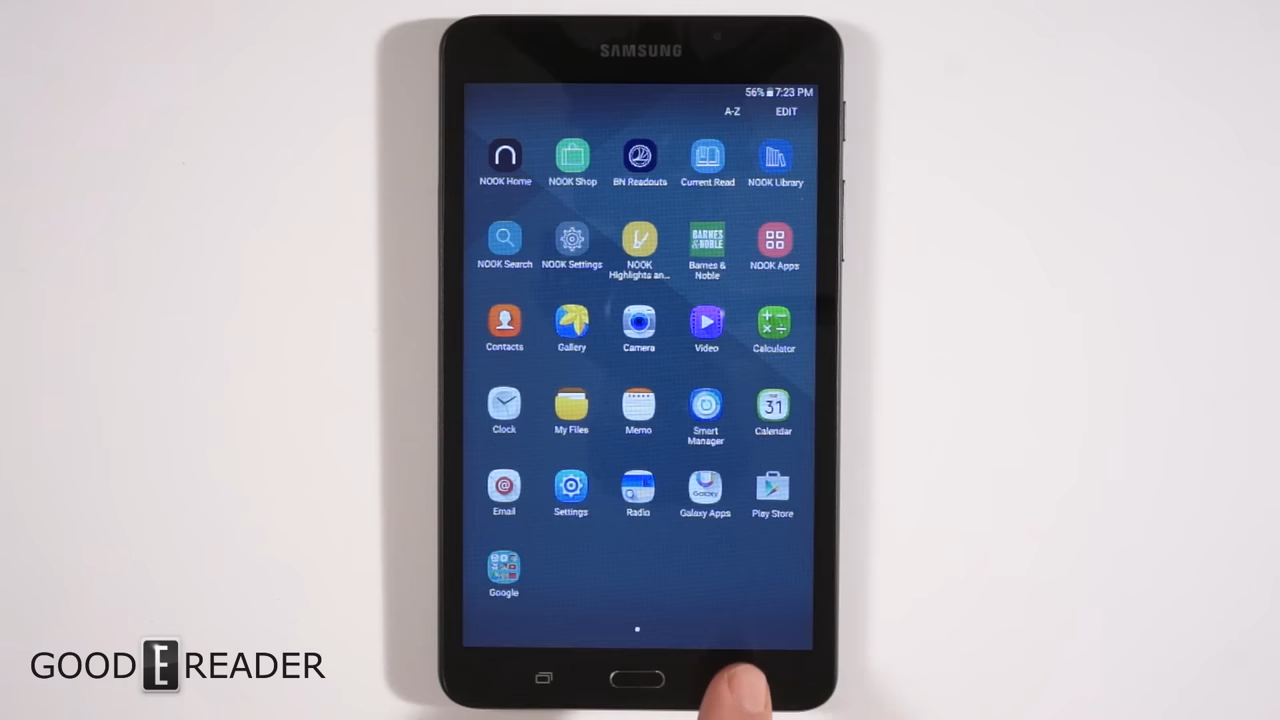 SAMSUNG
56% 7:23 PM
A-Z EDIT
NOOK Home NOOK Shop BN Readouts Current Read NOOK Library
BARNES
&NOBLE
NOOK Search NOOK Settings NOOK Highlights an... Barnes & Noble NOOK Apps
Contacts Gallery Camera Video Calculator
31
Clock My Files Memo Smart Manager Calendar
@
Galaxy
Email Settings Radio Galaxy Apps Play Store
Google
GOOD E READER